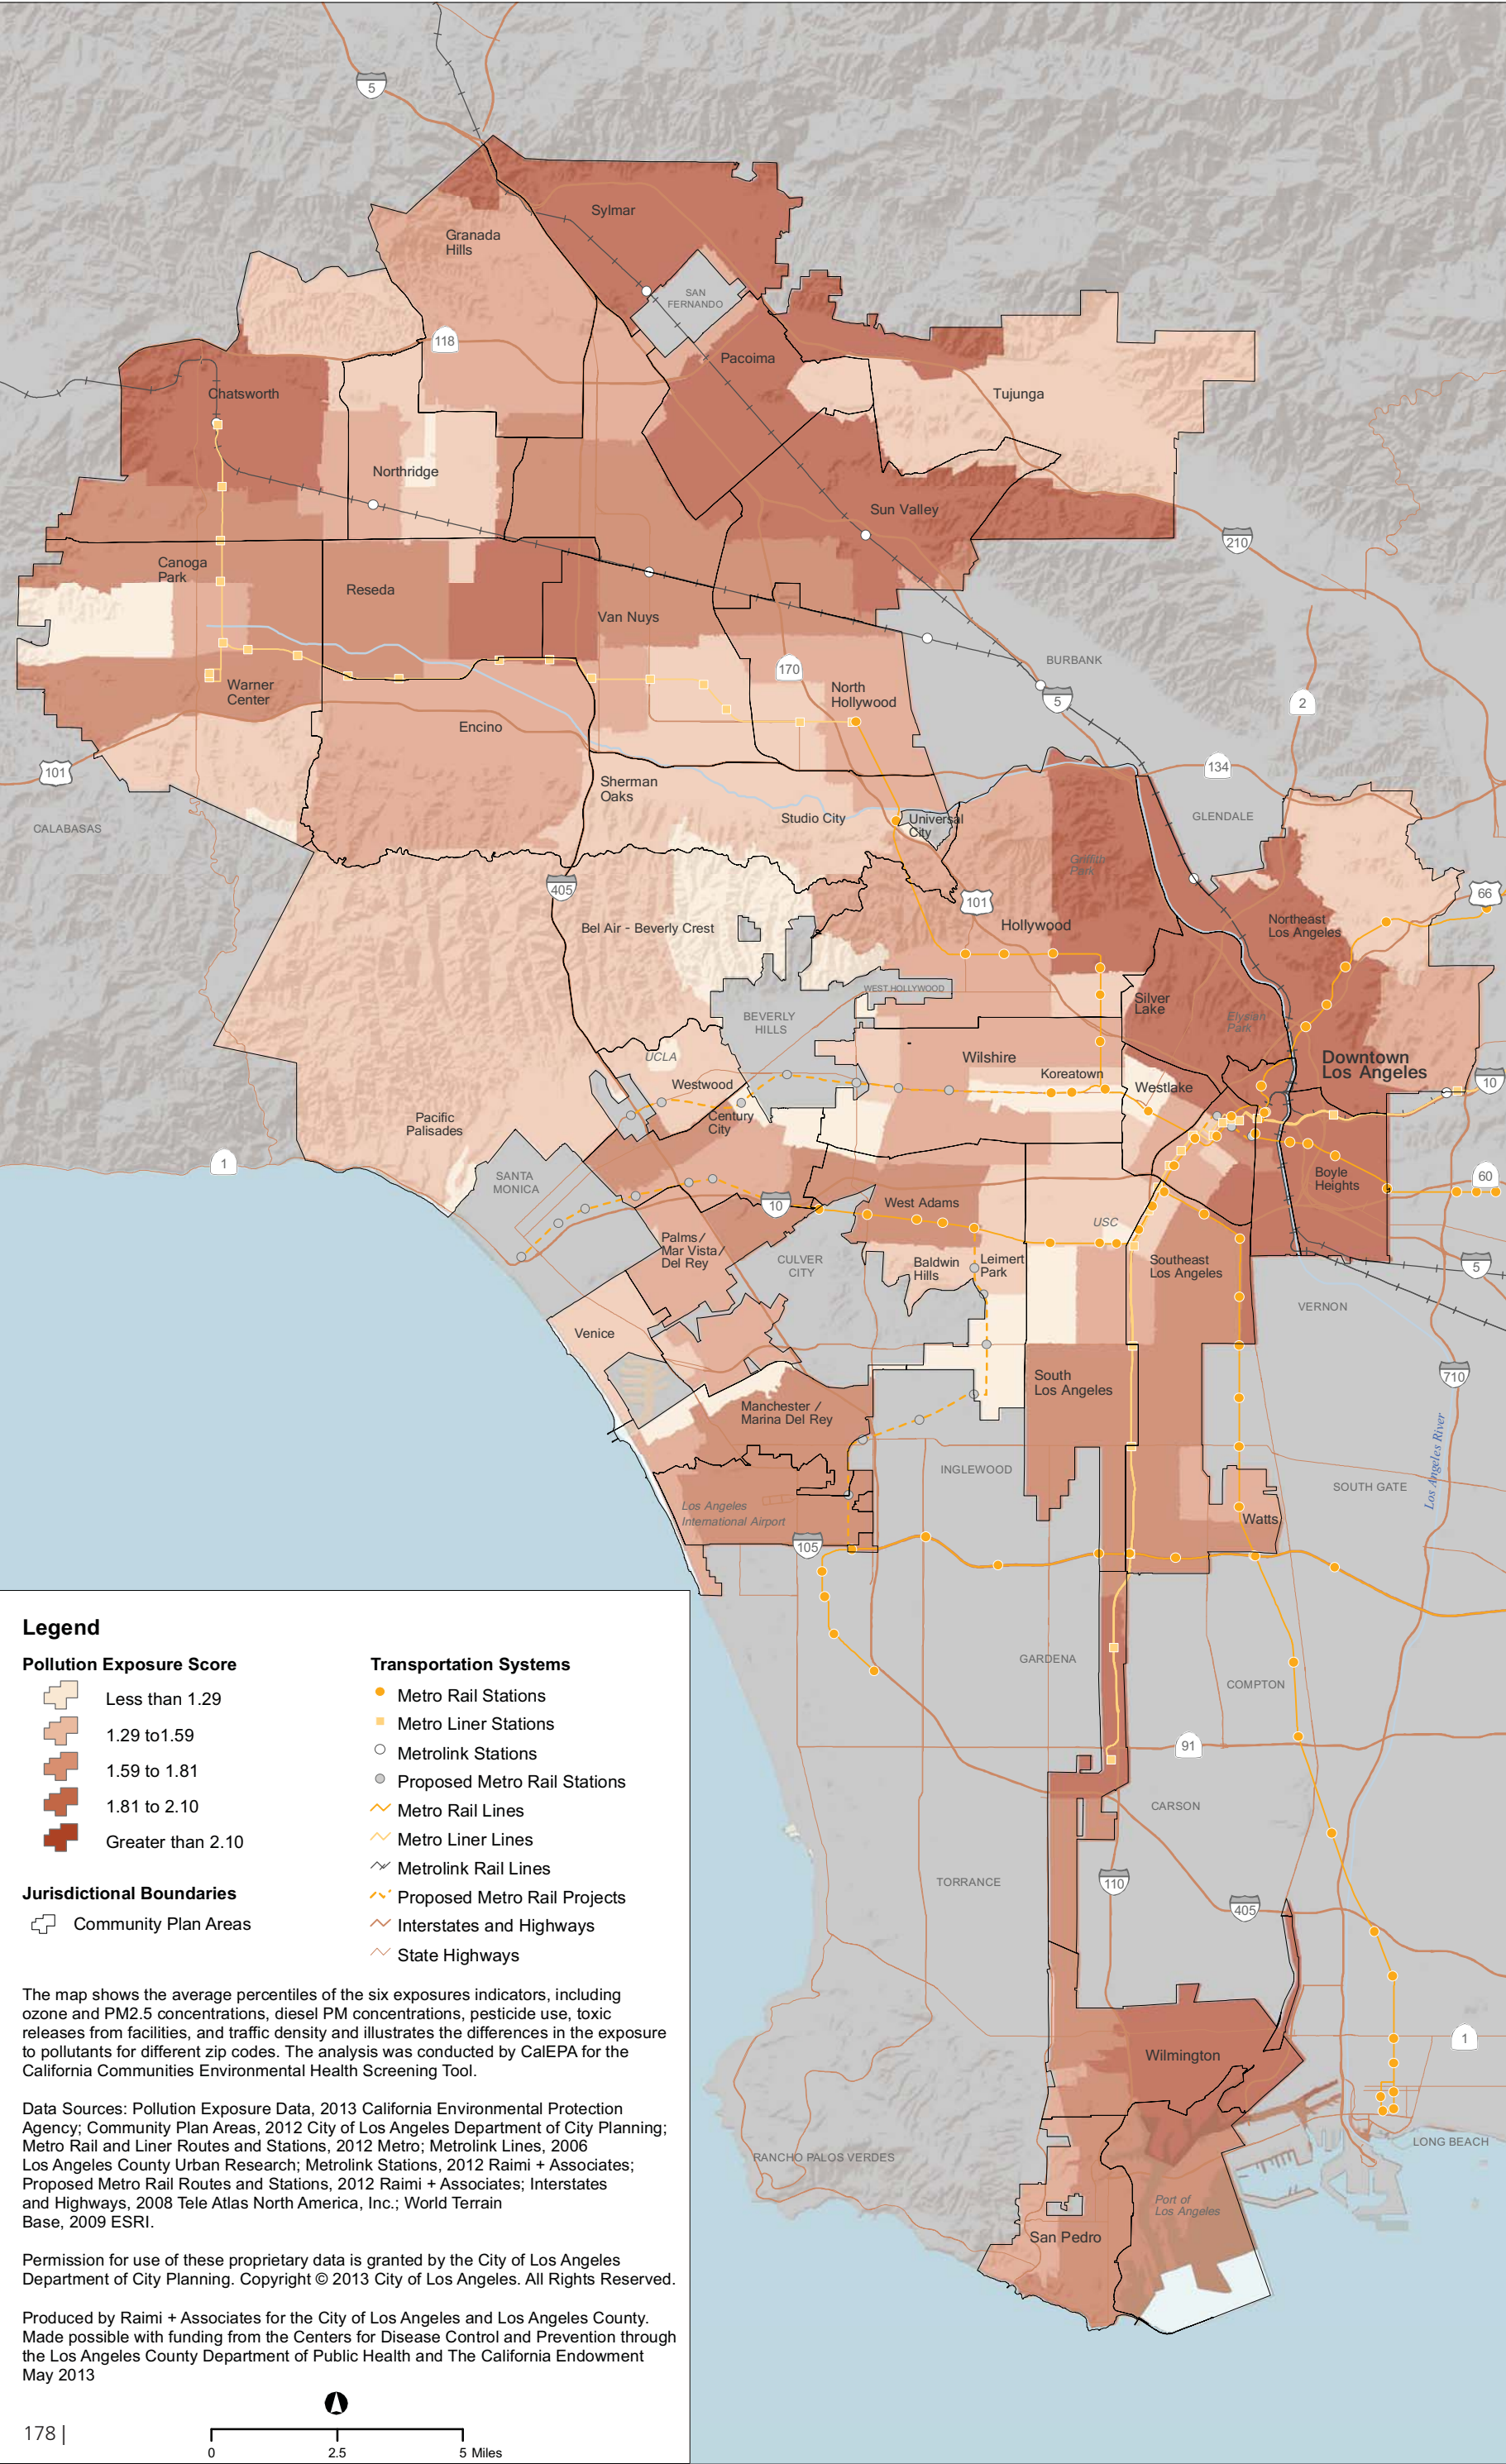 5
Sylmar
Granada
Hills
SAN
FERNANDO
118
Pacoima
Chatsworth
Tujunga
Northridge
Sun Valley
210
Canoga
Park
Reseda
Van Nuys
BURBANK
170
Warner
Center
North
Hollywood
5
2
Encino
101
134
Sherman
Oaks
CALABASAS
Studio City
Universal
City
GLENDALE
Griffith
Park
405
101
66
Bel Air - Beverly Crest
Hollywood
Northeast
Los Angeles
WEST HOLLYWOOD
Silver
Lake
BEVERLY
HILLS
Elysian
Park
UCLA
Wilshire
Downtown
Los Angeles
Koreatown
Westwood
Westlake
10
Century
City
Pacific
Palisades
1
SANTA
MONICA
Boyle
Heights
60
10
West Adams
USC
Palms/
Mar Vista/
Del Rey
CULVER
CITY
Baldwin
Hills
Leimert
Park
Southeast
Los Angeles
5
VERNON
Venice
South
Los Angeles
710
Manchester /
Marina Del Rey
Los Angeles River
INGLEWOOD
SOUTH GATE
Los Angeles
International Airport
Watts
105
GARDENA
COMPTON
91
CARSON
TORRANCE
110
405
1
Wilmington
LONG BEACH
RANCHO PALOS VERDES
Port of
Los Angeles
San Pedro
Legend
Pollution Exposure Score
Less than 1.29
1.29 to1.59
1.59 to 1.81
1.81 to 2.10
Greater than 2.10
Jurisdictional Boundaries
Community Plan Areas
Transportation Systems
Metro Rail Stations
Metro Liner Stations
Metrolink Stations
Proposed Metro Rail Stations
Metro Rail Lines
Metro Liner Lines
Metrolink Rail Lines
Proposed Metro Rail Projects
Interstates and Highways
State Highways
The map shows the average percentiles of the six exposures indicators, including
ozone and PM2.5 concentrations, diesel PM concentrations, pesticide use, toxic
releases from facilities, and traffic density and illustrates the differences in the exposure
to pollutants for different zip codes. The analysis was conducted by CalEPA for the
California Communities Environmental Health Screening Tool.
Data Sources: Pollution Exposure Data, 2013 California Environmental Protection
Agency; Community Plan Areas, 2012 City of Los Angeles Department of City Planning;
Metro Rail and Liner Routes and Stations, 2012 Metro; Metrolink Lines, 2006
Los Angeles County Urban Research; Metrolink Stations, 2012 Raimi + Associates;
Proposed Metro Rail Routes and Stations, 2012 Raimi + Associates; Interstates
and Highways, 2008 Tele Atlas North America, Inc.; World Terrain
Base, 2009 ESRI.
Permission for use of these proprietary data is granted by the City of Los Angeles
Department of City Planning. Copyright © 2013 City of Los Angeles. All Rights Reserved.
Produced by Raimi + Associates for the City of Los Angeles and Los Angeles County.
Made possible with funding from the Centers for Disease Control and Prevention through
the Los Angeles County Department of Public Health and The California Endowment
May 2013
178 |
0 2.5 5 Miles